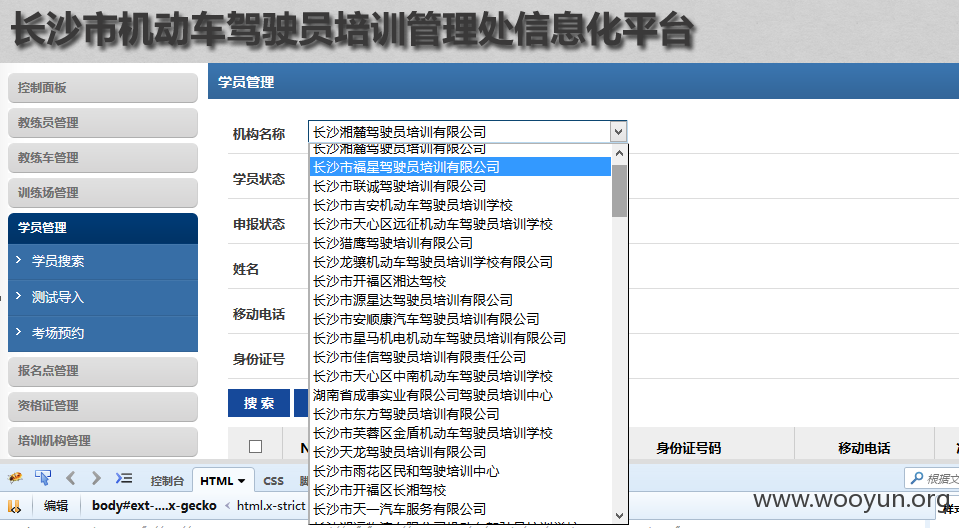 长沙市机动车驾驶员培训管理处信息化平台
控制面板
教练员管理
教练车管理
训练场管理
学员管理
学员搜索
测试导入
考场预约
报名点管理
资格证管理
培训机构管理
学员管理
机构名称
长沙湘麓驾驶员培训有限公司
长沙湘麓驾驶员培训有限公司
长沙市福星驾驶员培训有限公司
长沙市联诚驾驶培训有限公司
长沙市吉安机动车驾驶员培训学校
长沙市天心区远征机动车驾驶员培训学校
长沙猎鹰驾驶培训有限公司
长沙龙骧机动车驾驶员培训学校有限公司
长沙市开福区湘达驾校
长沙市源星达驾驶员培训有限公司
长沙市安顺康汽车驾驶员培训有限公司
长沙市星马机电机动车驾驶员培训有限公司
长沙市佳信驾驶员培训有限责任公司
长沙市天心区中南机动车驾驶员培训学校
湖南省成事实业有限公司驾驶员培训中心
长沙市东方驾驶员培训有限公司
长沙市芙蓉区金盾机动车驾驶员培训学校
长沙天龙驾驶员培训有限公司
长沙市雨花区民和驾驶培训中心
长沙市开福区长湘驾校
长沙市天一汽车服务有限公司
学员状态
申报状态
姓名
移动电话
身份证号
搜索
身份证号码
移动电话
控制台
HTML
CSS
编辑
body#ext-....x-gecko
html.x-strict
www.wooyun.org